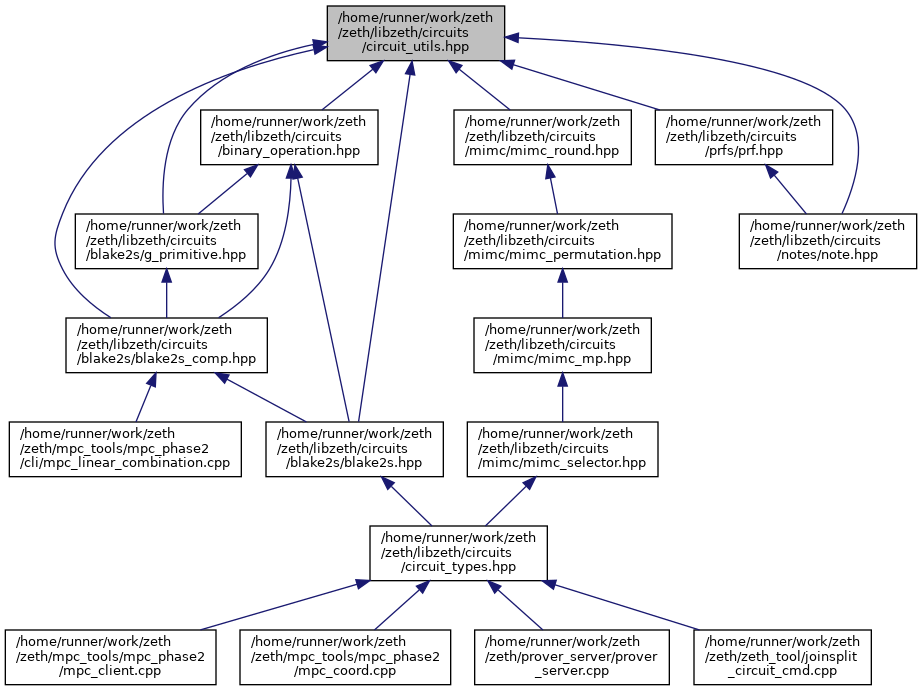 /home/runner/work/zeth
/zeth/libzeth/circuits
/circuit_utils.hpp
/home/runner/work/zeth
/zeth/libzeth/circuits
/binary_operation.hpp
/home/runner/work/zeth
/zeth/libzeth/circuits
/mimc/mimc_round.hpp
/home/runner/work/zeth
/zeth/libzeth/circuits
/prfs/prf.hpp
/home/runner/work/zeth
/zeth/libzeth/circuits
/blake2s/g_primitive.hpp
/home/runner/work/zeth
/zeth/libzeth/circuits
/mimc/mimc_permutation.hpp
/home/runner/work/zeth
/zeth/libzeth/circuits
/notes/note.hpp
/home/runner/work/zeth
/zeth/libzeth/circuits
/blake2s/blake2s_comp.hpp
/home/runner/work/zeth
/zeth/libzeth/circuits
/mimc/mimc_mp.hpp
/home/runner/work/zeth
/zeth/mpc_tools/mpc_phase2
/cli/mpc_linear_combination.cpp
/home/runner/work/zeth
/zeth/libzeth/circuits
/blake2s/blake2s.hpp
/home/runner/work/zeth
/zeth/libzeth/circuits
/mimc/mimc_selector.hpp
/home/runner/work/zeth
/zeth/libzeth/circuits
/circuit_types.hpp
/home/runner/work/zeth
/zeth/mpc_tools/mpc_phase2
/mpc_client.cpp
/home/runner/work/zeth
/zeth/mpc_tools/mpc_phase2
/mpc_coord.cpp
/home/runner/work/zeth
/zeth/prover_server/prover
_server.cpp
/home/runner/work/zeth
/zeth/zeth_tool/joinsplit
_circuit_cmd.cpp